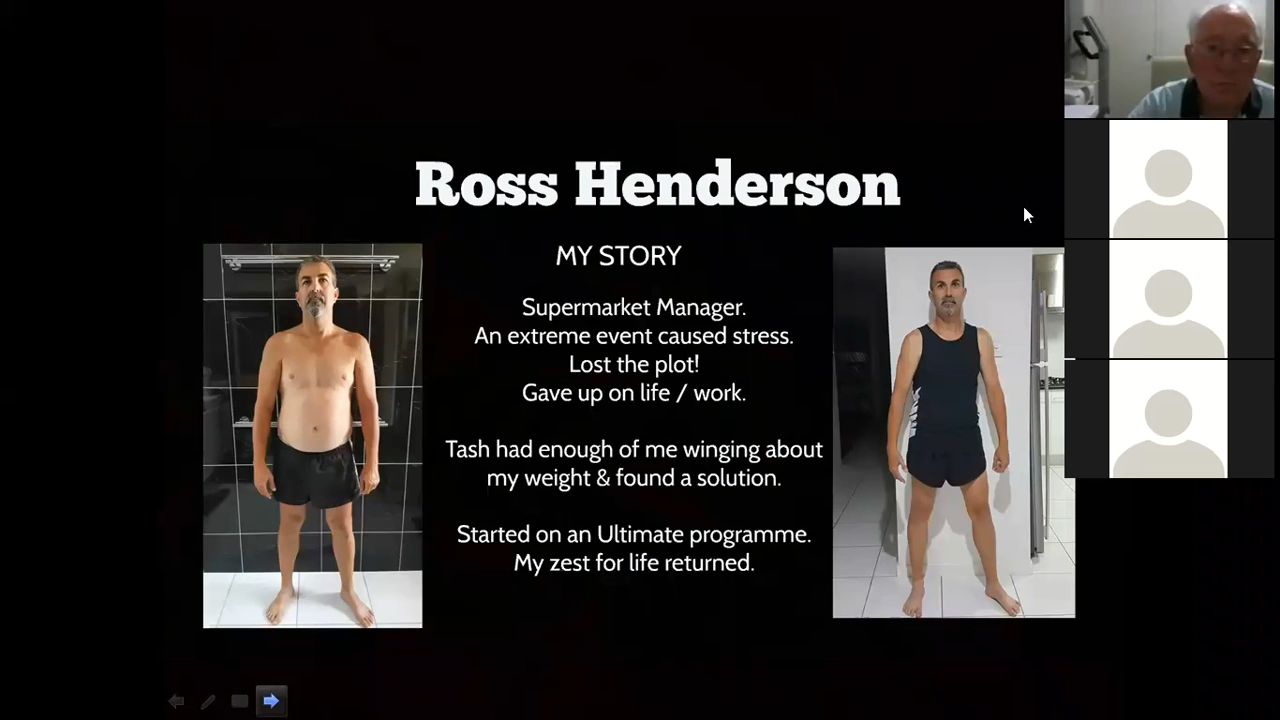 Ross Henderson
MY STORY
Supermarket Manager.
An extreme event caused stress.
Lost the plot!
Gave up on life / work.
Tash had enough of me winging about
my weight & found a solution.
Started on an Ultimate programme.
My zest for life returned.